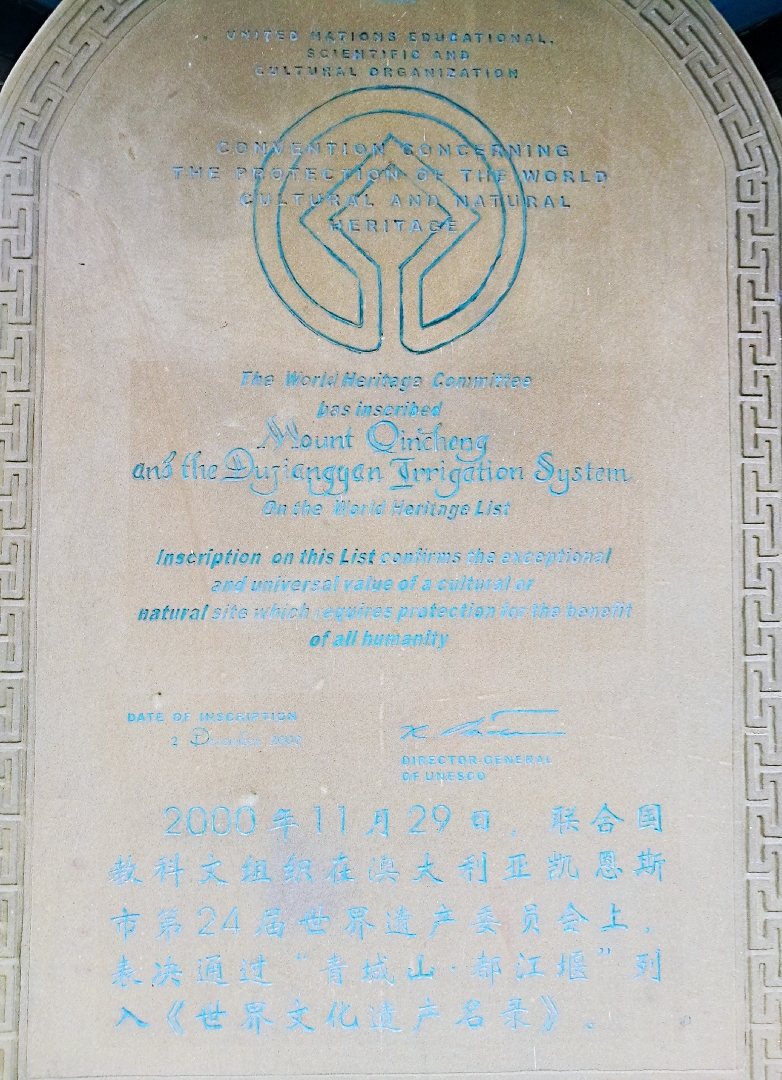 UNITED NATIONS EDUCATIONAL,
SCIENTIFIC AND
CULTURAL ORGANIZATION
CONVENTION CONCERNING
THE PROTECTION OF THE WORLD
CULTURAL AND NATURAL
HERITAGE
The World Heritage Committee
has inscribed
Mount Qincheng
and the Dujiangyan Irrigation System
On the World Heritage List
Inscription on this List confirms the exceptional
and universal value of a cultural or
natural site which requires protection for the benefit
of all humanity
DATE OF INSCRIPTION
2 December 2000
DIRECTOR-GENERAL
OF UNESCO
2000年11月29日，联合国
教科文组织在澳大利亚凯恩斯
市第24届世界遗产委员会上，
表决通过“青城山·都江堰”列
入《世界文化遗产名录》。